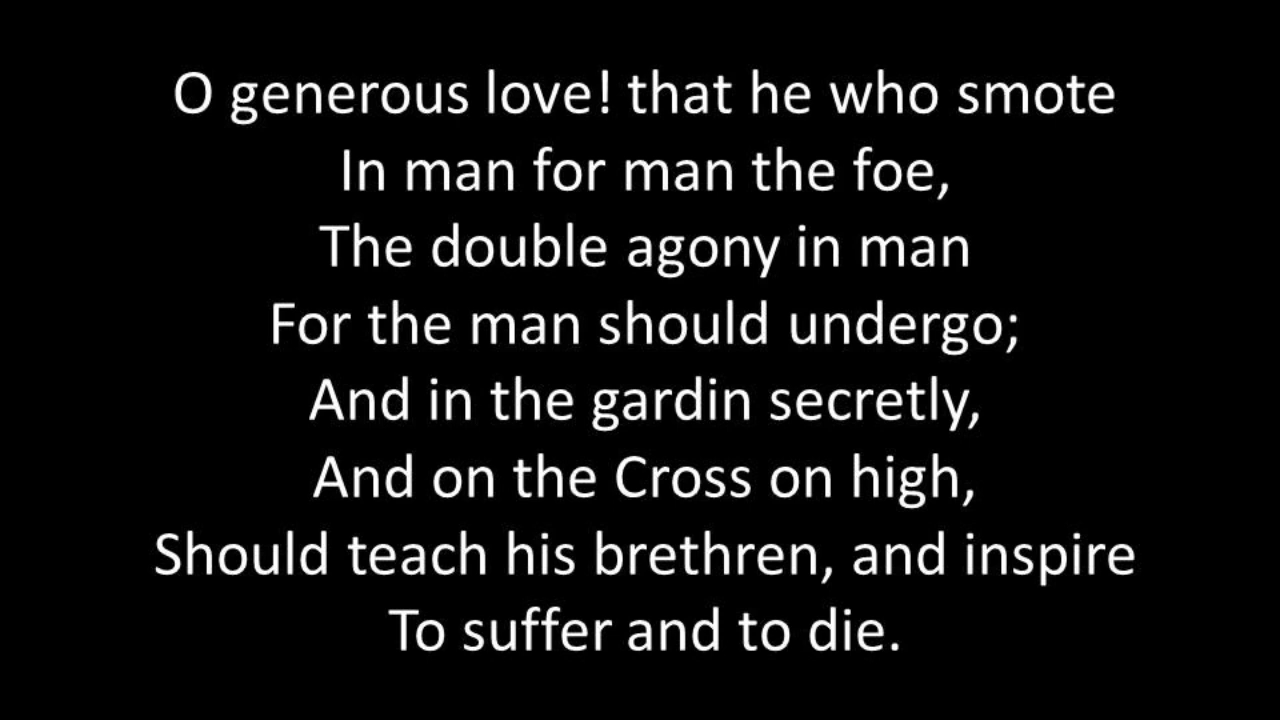 O generous love! that he who smote
In man for man the foe,
The double agony in man
For the man should undergo;
And in the gardin secretly,
And on the Cross on high,
Should teach his brethren, and inspire
To suffer and to die.